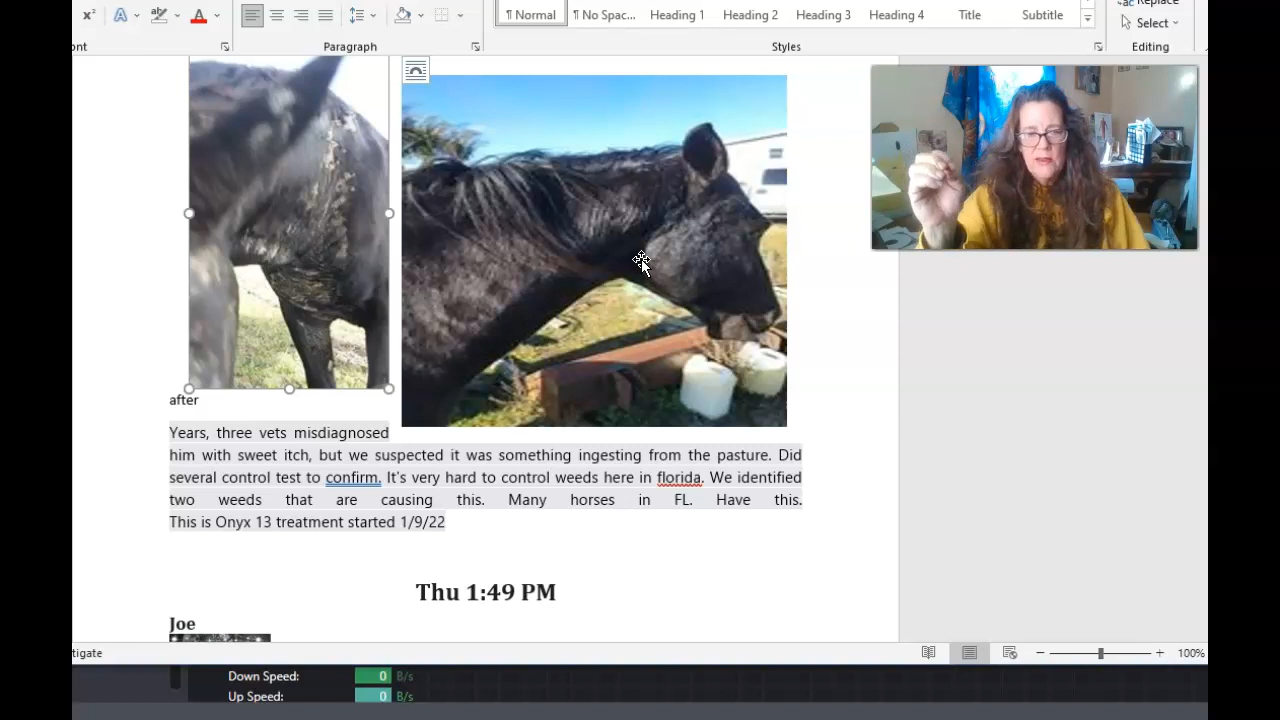 x²
A
A
¶ Normal
¶ No Spac...
Heading 1
Heading 2
Heading 3
Heading 4
Title
Subtitle
Replace
Select
ont
Paragraph
Styles
Editing
after
Years, three vets misdiagnosed
him with sweet itch, but we suspected it was something ingesting from the pasture. Did
several control test to confirm. It's very hard to control weeds here in florida. We identified
two weeds that are causing this. Many horses in FL. Have this.
This is Onyx 13 treatment started 1/9/22
Thu 1:49 PM
Joe
tigate
100%
Down Speed: 0 B/s
Up Speed: 0 B/s